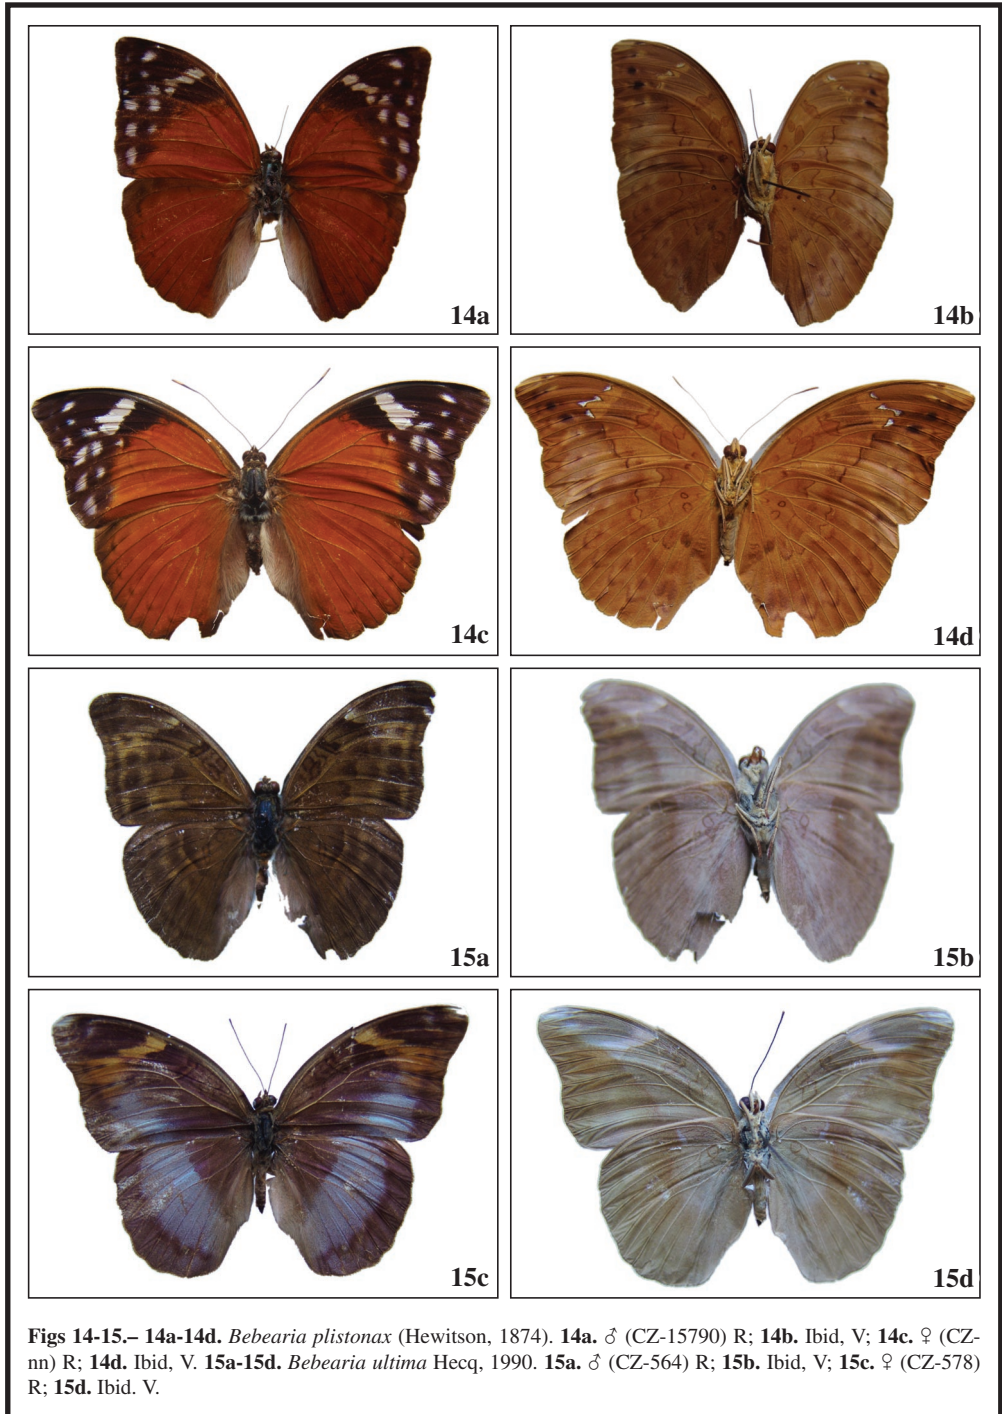 14a
14b
14c
14d
15a
15b
15c
15d
Figs 14-15.– 14a-14d. Bebearia plistonax (Hewitson, 1874). 14a. ♂ (CZ-15790) R; 14b. Ibid, V; 14c. ♀ (CZ-
nn) R; 14d. Ibid, V. 15a-15d. Bebearia ultima Hecq, 1990. 15a. ♂ (CZ-564) R; 15b. Ibid, V; 15c. ♀ (CZ-578)
R; 15d. Ibid. V.